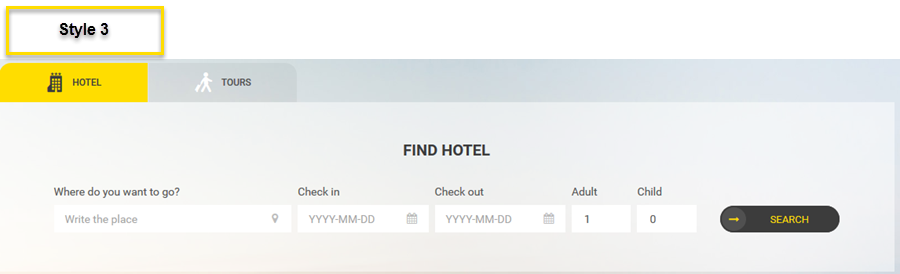 Style 3
HOTEL TOURS
FIND HOTEL
Where do you want to go? Check in Check out Adult Child
Write the place YYYY-MM-DD YYYY-MM-DD 1 0 SEARCH